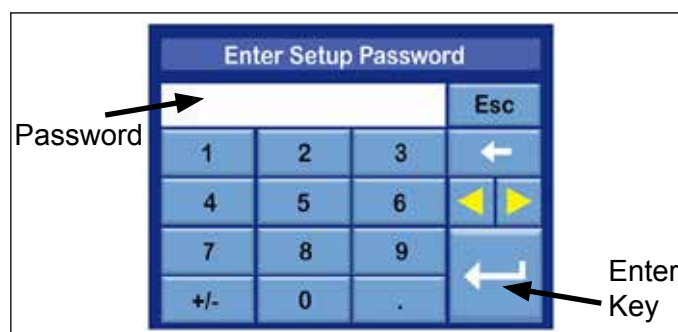 Enter Setup Password
Password
Esc
1 2 3
4 5 6
7 8 9
+/- 0 .
Enter
Key